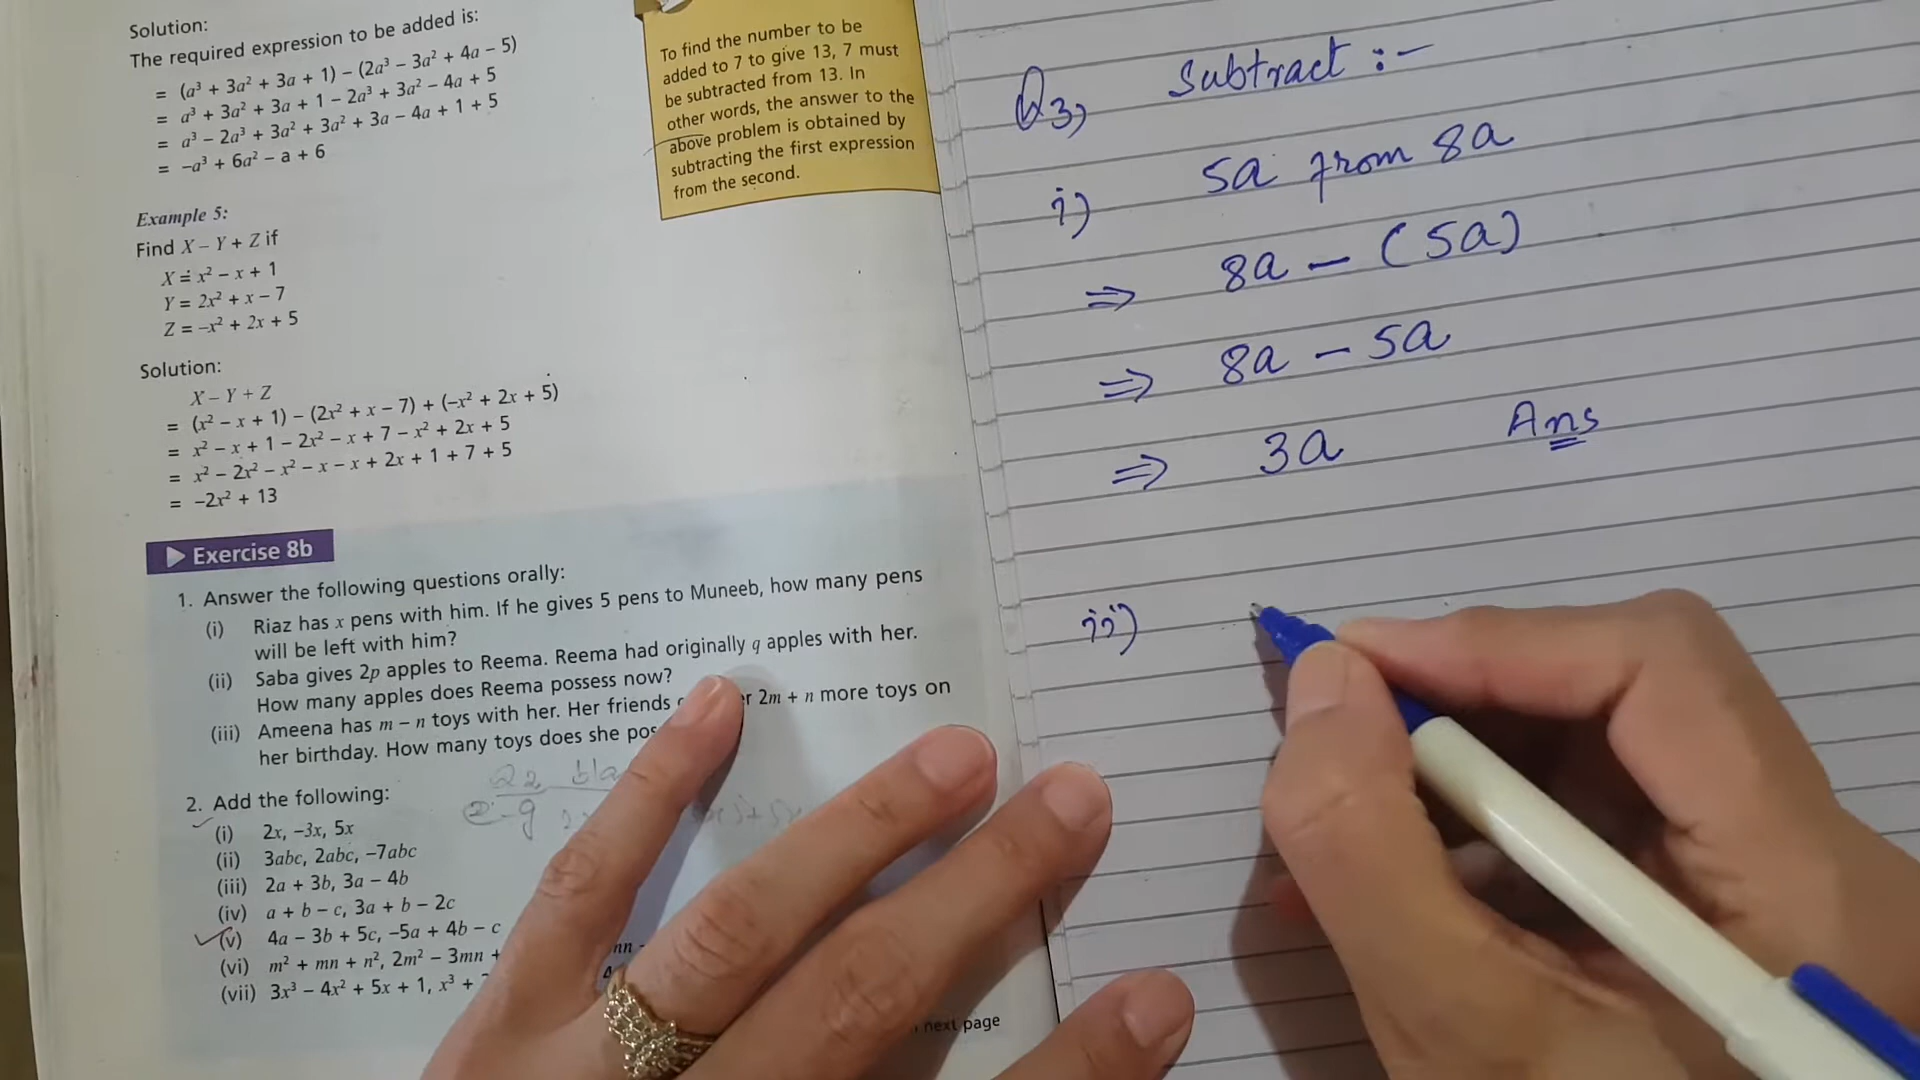 Solution:
The required expression to be added is:
= (a³ + 3a² + 3a + 1) – (2a³ – 3a² + 4a – 5)
= a³ + 3a² + 3a + 1 – 2a³ + 3a² – 4a + 5
= a³ – 2a³ + 3a² + 3a² + 3a – 4a + 1 + 5
= –a³ + 6a² – a + 6
To find the number to be
added to 7 to give 13, 7 must
be subtracted from 13. In
other words, the answer to the
above problem is obtained by
subtracting the first expression
from the second.
Example 5:
Find X – Y + Z if
X = x² – x + 1
Y = 2x² + x – 7
Z = –x² + 2x + 5
Solution:
X – Y + Z
= (x² – x + 1) – (2x² + x – 7) + (–x² + 2x + 5)
= x² – x + 1 – 2x² – x + 7 – x² + 2x + 5
= x² – 2x² – x² – x – x + 2x + 1 + 7 + 5
= –2x² + 13
Exercise 8b
1. Answer the following questions orally:
(i) Riaz has x pens with him. If he gives 5 pens to Muneeb, how many pens
will be left with him?
(ii) Saba gives 2p apples to Reema. Reema had originally q apples with her.
How many apples does Reema possess now?
(iii) Ameena has m – n toys with her. Her friends 2m + n more toys on
her birthday. How many toys does she
2. Add the following:
(i) 2x, –3x, 5x
(ii) 3abc, 2abc, –7abc
(iii) 2a + 3b, 3a – 4b
(iv) a + b – c, 3a + b – 2c
(v) 4a – 3b + 5c, –5a + 4b – c
(vi) m² + mn + n², 2m² – 3mn +
(vii) 3x³ – 4x² + 5x + 1, x³ +
next page
Q3, Subtract :-
i) 5a from 8a
⇒ 8a – (5a)
⇒ 8a – 5a
⇒ 3a Ans
ii)